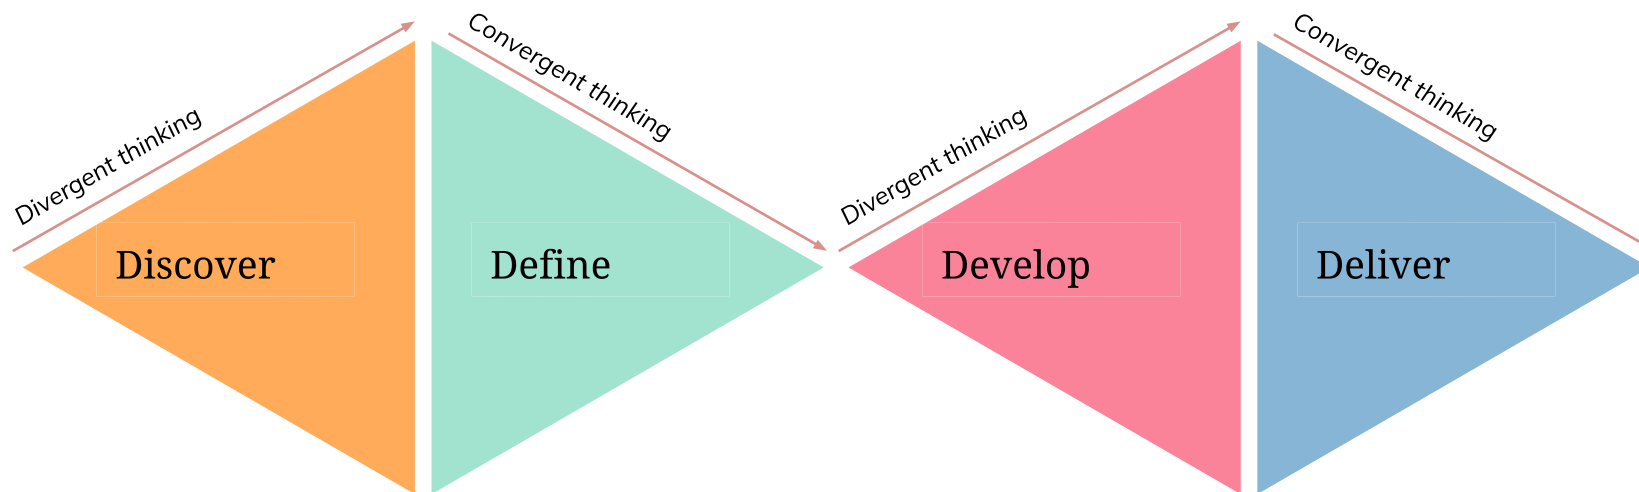 Divergent thinking
Convergent thinking
Divergent thinking
Convergent thinking
Discover
Define
Develop
Deliver